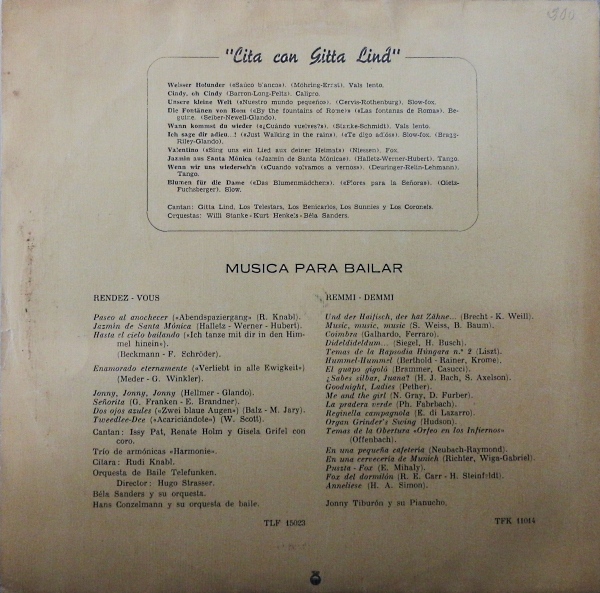 "Cita con Gitta Lind"
Weisser Holunder («Saúco blanco»). (Möhring-Ernst). Vals lento.
Cindy, oh Cindy (Barron-Long-Feltz). Calipso.
Unsere kleine Welt («Nuestro mundo pequeño»). (Cervis-Rothenburg). Slow-fox.
Die Fontänen von Rom («By the fountains of Rome») («Las fontanas de Roma»). Be-
guine. (Seiber-Newell-Glando).
Wann kommst du wieder («¿Cuándo vuelves?»). (Stanke-Schmidt). Vals lento.
Ich sage dir adieu...! («Just Walking in the rain»). («Te digo adiós»). Slow-fox. (Bragg-
Riley-Glando).
Valentino («Sing uns ein Lied aus deiner Heimat») (Niessen). Fox.
Jazmin aus Santa Mónica («Jazmín de Santa Mónica»). (Halletz-Werner-Hubert). Tango.
Wenn wir uns wiederseh'n («Cuando volvamos a vernos»). (Deuringer-Relin-Lehmann).
Tango.
Blumen für die Dame («Das Blumenmädchen»). («Flores para la Señora»). (Gietz-
Fuchsberger). Slow.
Cantan: Gitta Lind, Los Telestars, Los Benicarlos, Los Sunnies y Los Coronels.
Orquestas: Willi Stanke - Kurt Henkels - Béla Sanders.
MUSICA PARA BAILAR
RENDEZ - VOUS
Paseo al anochecer («Abendspaziergang» (R. Knabl).
Jazmín de Santa Mónica (Halletz - Werner - Hubert).
Hasta el cielo bailando («Ich tanze mit dir in den Him-
mel hinein»).
(Beckmann - F. Schröder).
Enamorado eternamente («Verliebt in alle Ewigkeit»)
(Meder - G. Winkler).
Jonny, Jonny, Jonny (Hellmer - Glando).
Señorita (G. Franken - E. Brandner).
Dos ojos azules («Zwei blaue Augen») (Balz - M. Jary).
Tweedlee-Dee («Acariciándote») (W. Scott).
Cantan: Issy Pat, Renate Holm y Gisela Grifel con
coro.
Trío de armónicas «Harmonie».
Cítara: Rudi Knabl.
Orquesta de Baile Telefunken.
Director: Hugo Strasser.
Béla Sanders y su orquesta.
Hans Conzelmann y su orquesta de baile.
TLF 15023
REMMI - DEMMI
Und der Haifisch, der hat Zähne... (Brecht - K. Weill).
Music, music, music (S. Weiss, B. Baum).
Coimbra (Galhardo, Ferraro).
Dideldideldum... (Siegel, H. Busch).
Temas de la Rapsodia Húngara n.º 2 (Liszt).
Hummel-Hummel (Berthold - Rainer, Krome).
El guapo gigoló (Brammer, Casucci).
¿Sabes silbar, Juana? (H. J. Bach, S. Axelson).
Goodnight, Ladies (Pelber).
Me and the girl (N. Gray, D. Furber).
La pradera verde (Ph. Fahrbach).
Reginella campagnola (E. di Lazaro).
Organ Grinder's Swing (Hudson).
Temas de la Obertura «Orfeo en los Infiernos»
(Offenbach).
En una pequeña cafetería (Neubach-Raymond).
En una cervecería de Munich (Richter, Wiga-Gabriel).
Puszta - Fox (E. Mihaly).
Fox del dormilón (R. E. Carr - H. Steinfeldt).
Anneliese (R. A. Simon).
Jonny Tiburón y su Pianucho.
TFK 11014